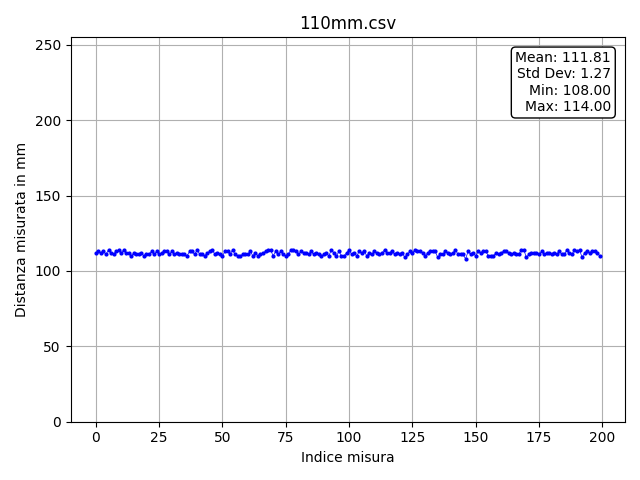 110mm.csv
Mean: 111.81
Std Dev: 1.27
Min: 108.00
Max: 114.00
Distanza misurata in mm
250
200
150
100
50
0
0 25 50 75 100 125 150 175 200
Indice misura